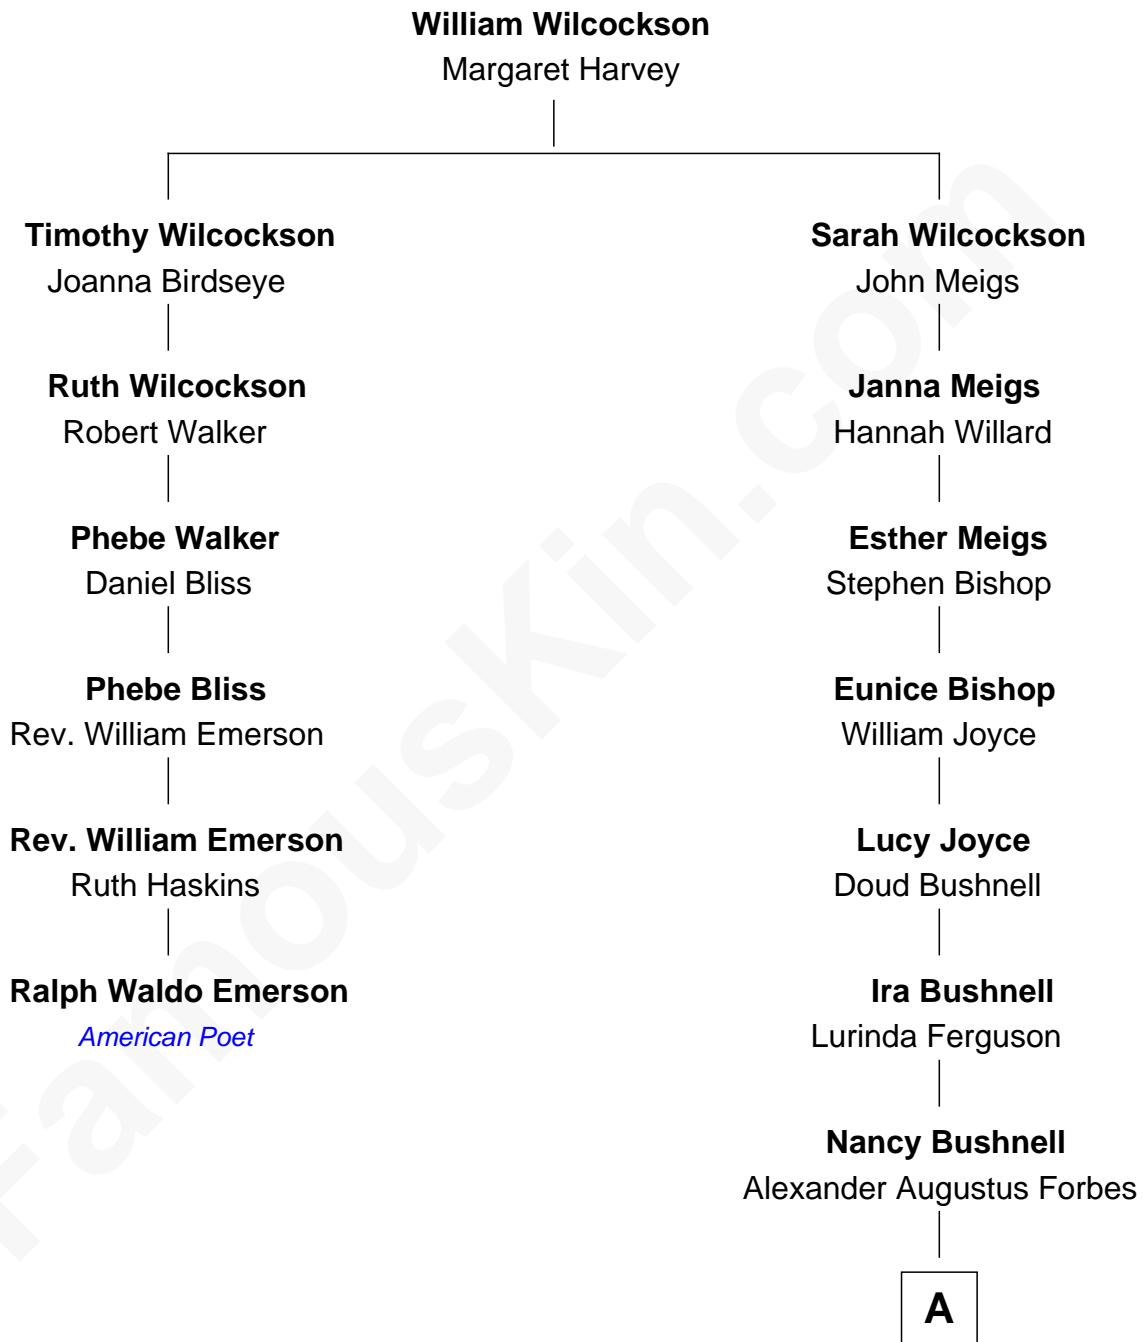 William Wilcockson
Margaret Harvey
Timothy Wilcockson
Joanna Birdseye
Ruth Wilcockson
Robert Walker
Phebe Walker
Daniel Bliss
Phebe Bliss
Rev. William Emerson
Rev. William Emerson
Ruth Haskins
Ralph Waldo Emerson
American Poet
Sarah Wilcockson
John Meigs
Janna Meigs
Hannah Willard
Esther Meigs
Stephen Bishop
Eunice Bishop
William Joyce
Lucy Joyce
Doud Bushnell
Ira Bushnell
Lurinda Ferguson
Nancy Bushnell
Alexander Augustus Forbes
A
FamousKin.com